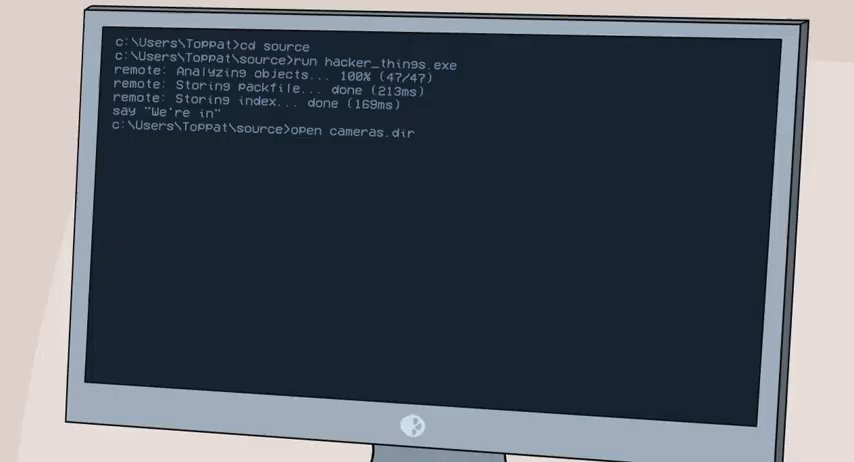 c:\Users\Toppat>cd source
c:\Users\Toppat\source>run hacker_things.exe
remote: Analyzing objects... 100% (47/47)
remote: Storing packfile... done (213ms)
remote: Storing index... done (169ms)
say "We're in"
c:\Users\Toppat\source>open cameras.dir